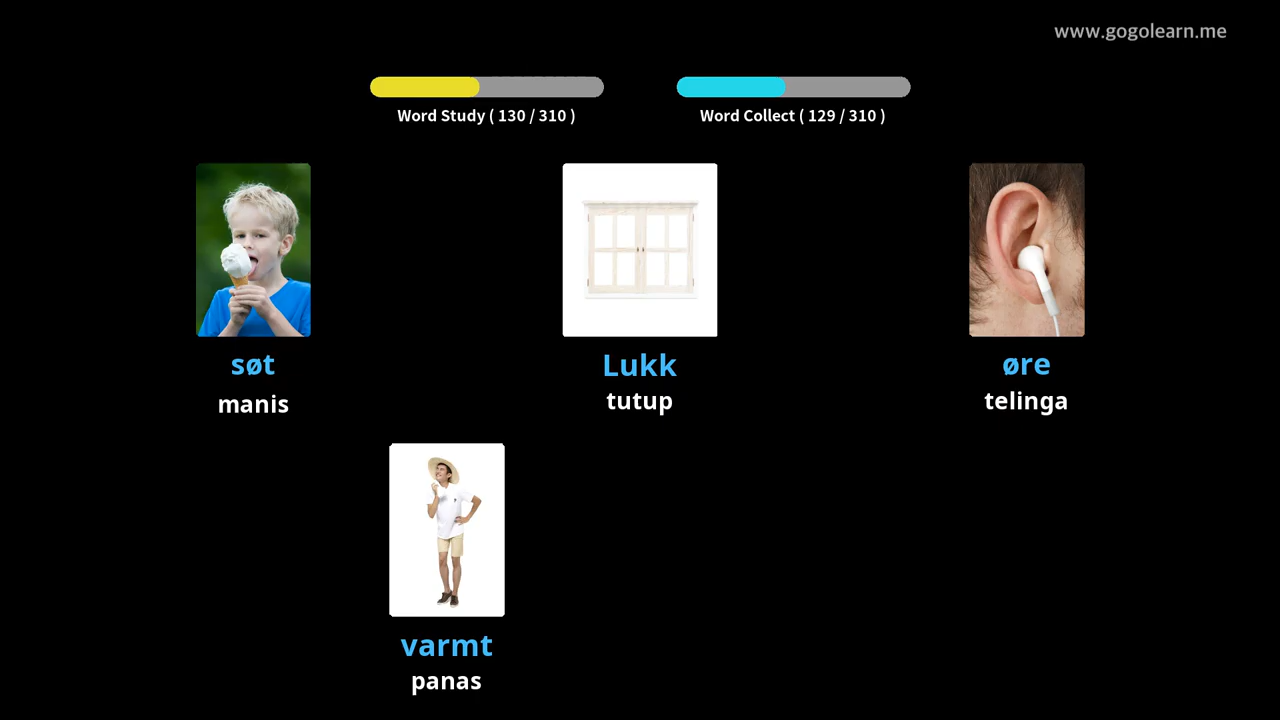 www.gogolearn.me
Word Study ( 130 / 310 )
Word Collect ( 129 / 310 )
søt
manis
Lukk
tutup
øre
telinga
varmt
panas